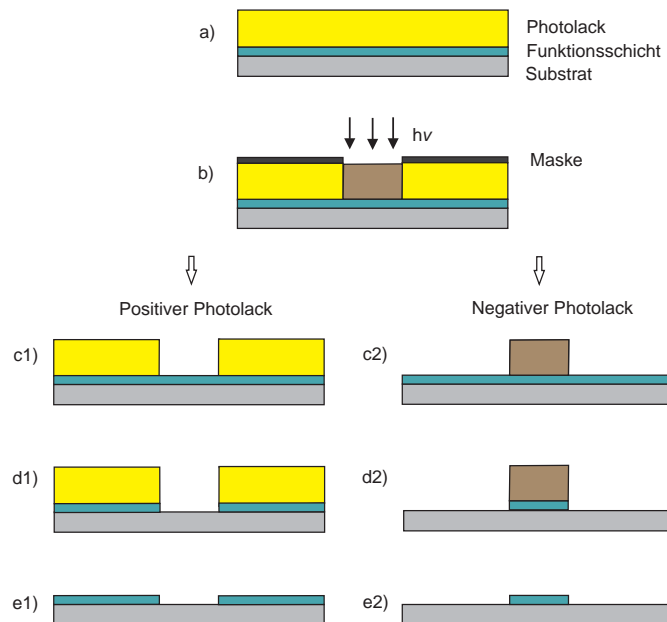 a)
Photolack
Funktionsschicht
Substrat
hν
b)
Maske
Positiver Photolack
Negativer Photolack
c1)
c2)
d1)
d2)
e1)
e2)